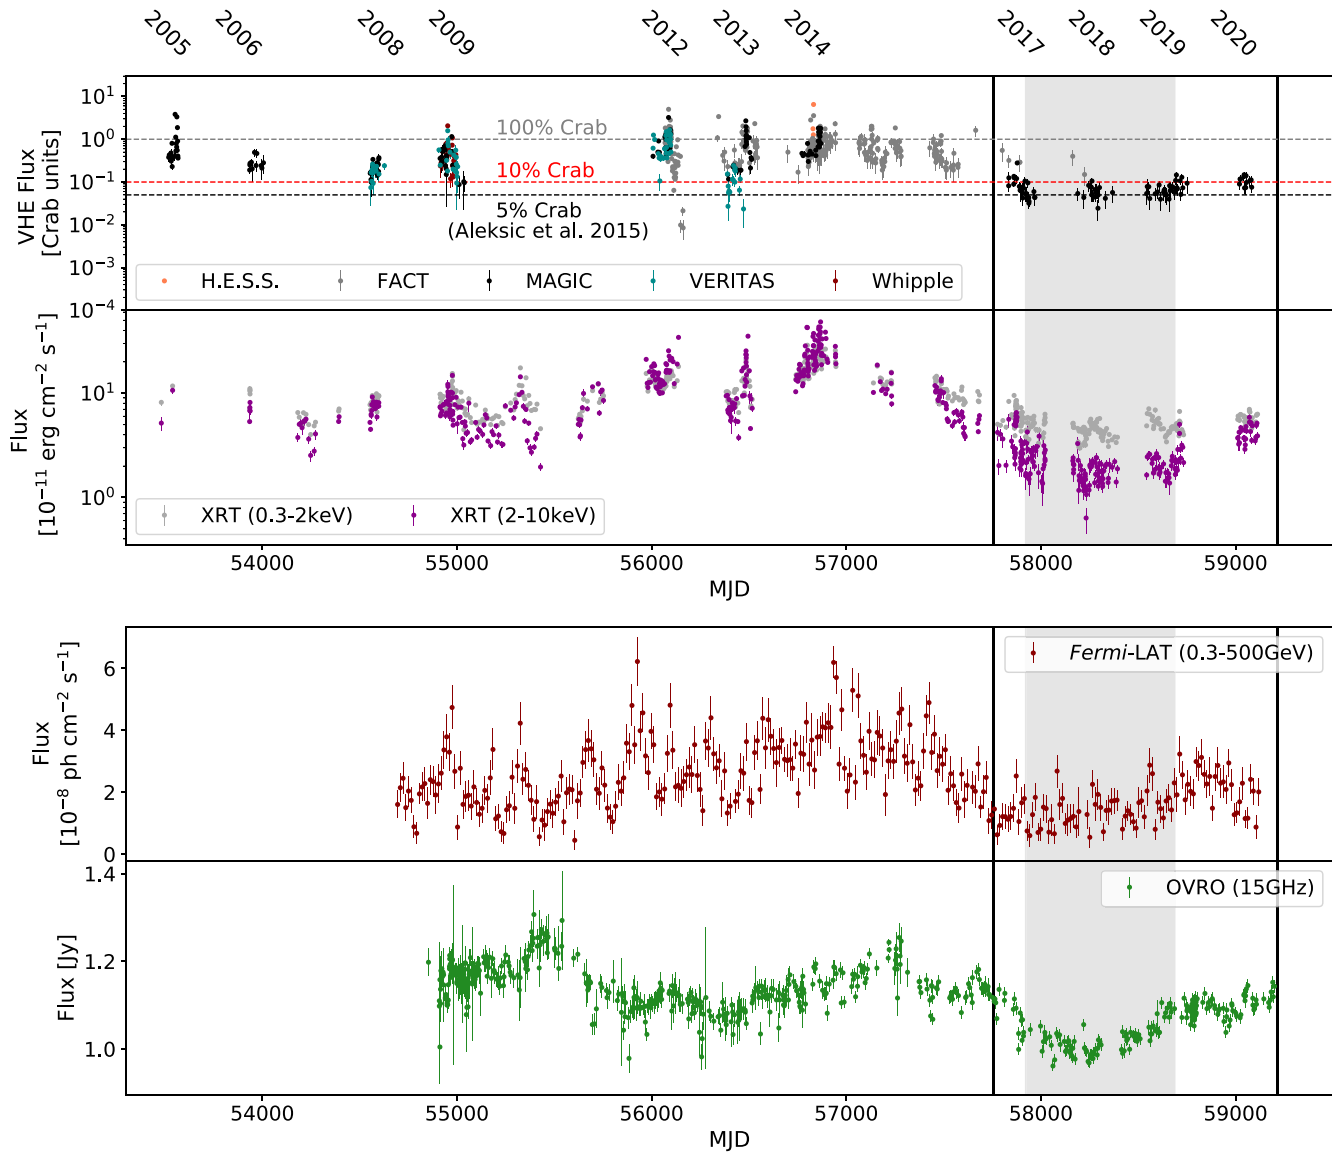 2005 2006 2008 2009 2012 2013 2014 2017 2018 2019 2020
VHE Flux
[Crab units]
10^1
10^0
10^−1
10^−2
10^−3
10^−4
100% Crab
10% Crab
5% Crab
(Aleksic et al. 2015)
H.E.S.S. FACT MAGIC VERITAS Whipple
Flux
[10^−11 erg cm^−2 s^−1]
10^1
10^0
XRT (0.3-2keV) XRT (2-10keV)
54000 55000 56000 57000 58000 59000
MJD
Flux
[10^−8 ph cm^−2 s^−1]
6
4
2
0
Fermi-LAT (0.3-500GeV)
Flux [Jy]
1.4
1.2
1.0
OVRO (15GHz)
54000 55000 56000 57000 58000 59000
MJD